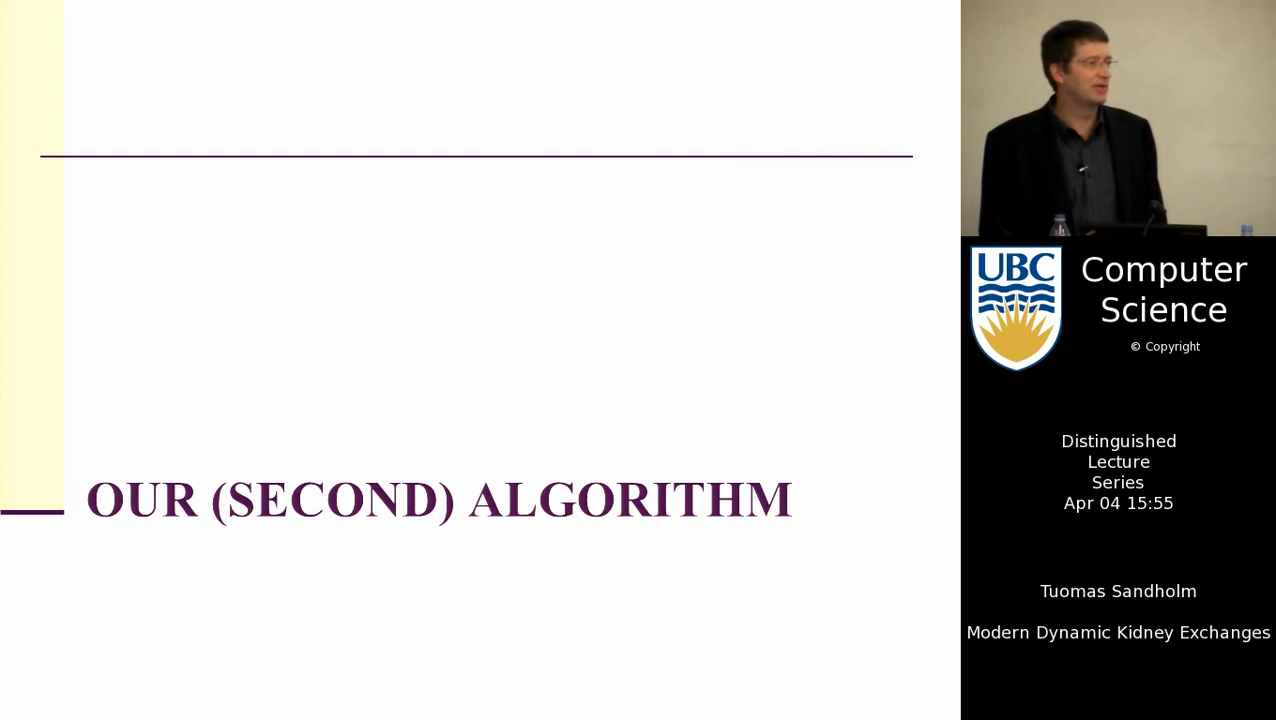 OUR (SECOND) ALGORITHM
UBC
Computer
Science
© Copyright
Distinguished
Lecture
Series
Apr 04 15:55
Tuomas Sandholm
Modern Dynamic Kidney Exchanges